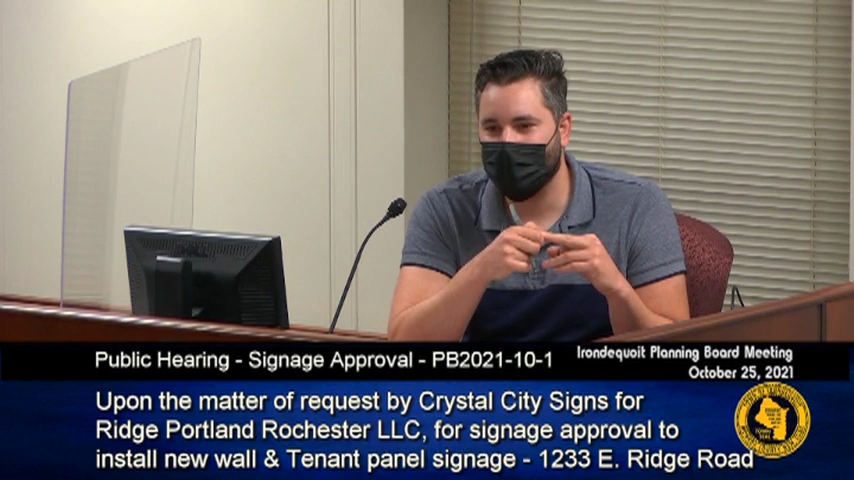 Public Hearing - Signage Approval - PB2021-10-1
Irondequoit Planning Board Meeting
October 25, 2021
Upon the matter of request by Crystal City Signs for
Ridge Portland Rochester LLC, for signage approval to
install new wall & Tenant panel signage - 1233 E. Ridge Road